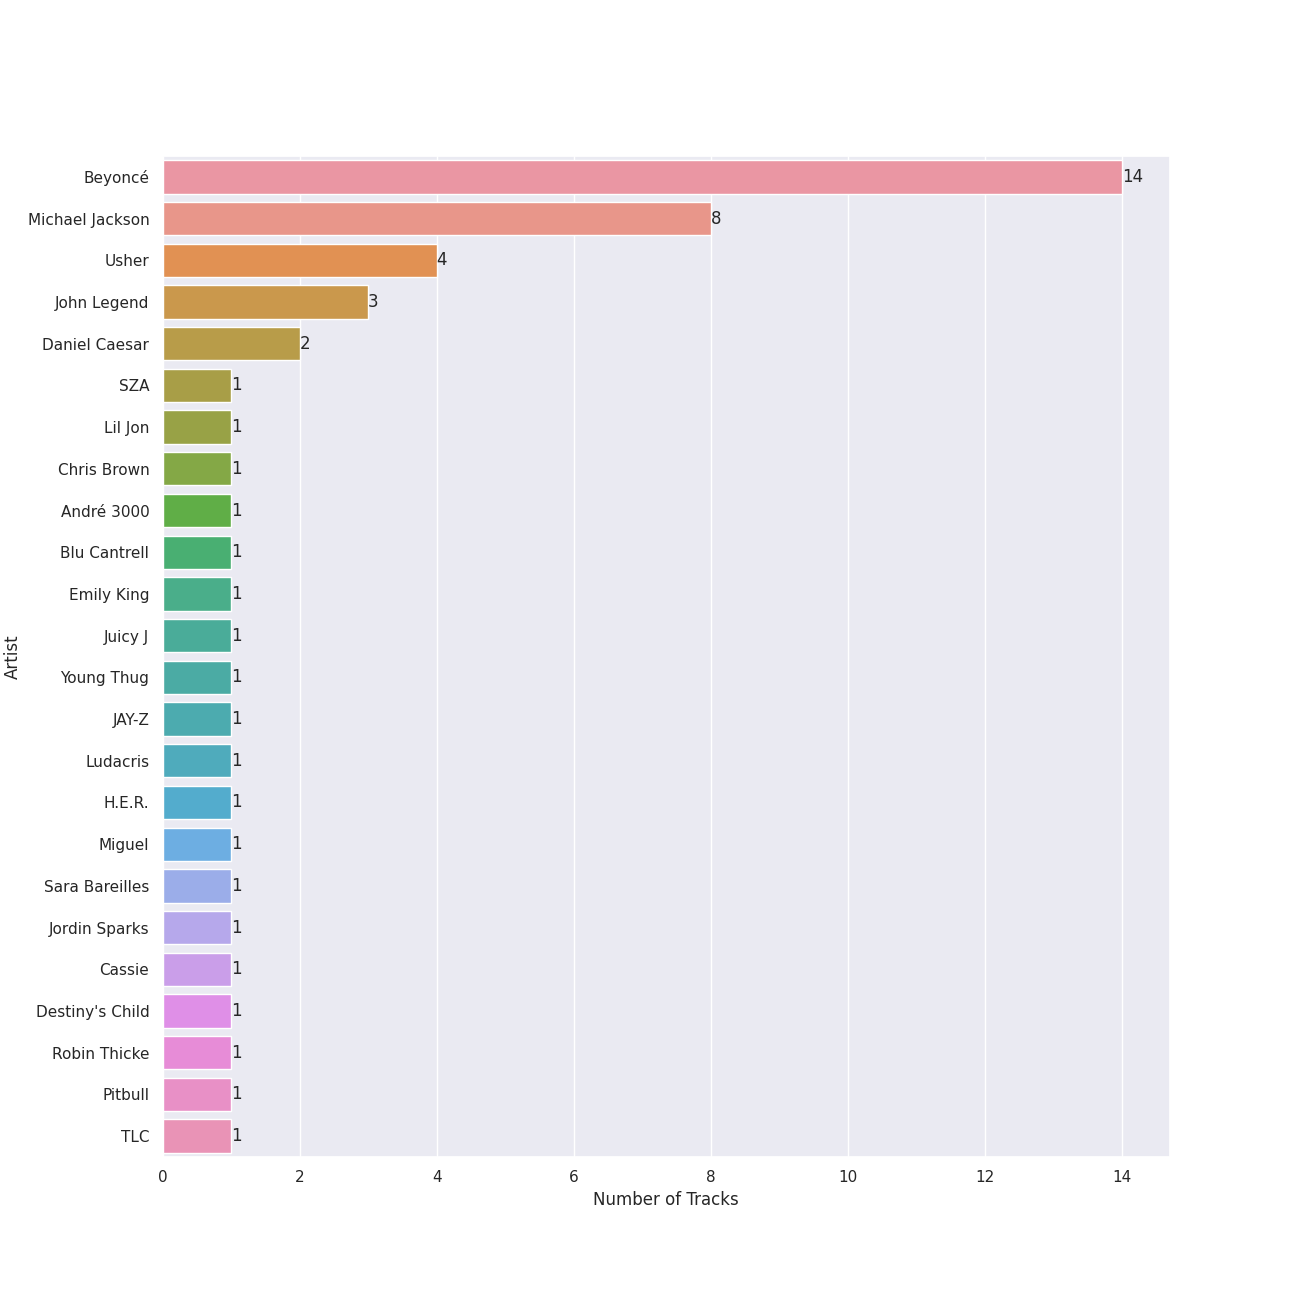 Beyoncé 14
Michael Jackson 8
Usher 4
John Legend 3
Daniel Caesar 2
SZA 1
Lil Jon 1
Chris Brown 1
André 3000 1
Blu Cantrell 1
Emily King 1
Juicy J 1
Young Thug 1
JAY-Z 1
Ludacris 1
H.E.R. 1
Miguel 1
Sara Bareilles 1
Jordin Sparks 1
Cassie 1
Destiny's Child 1
Robin Thicke 1
Pitbull 1
TLC 1
Artist
0 2 4 6 8 10 12 14
Number of Tracks